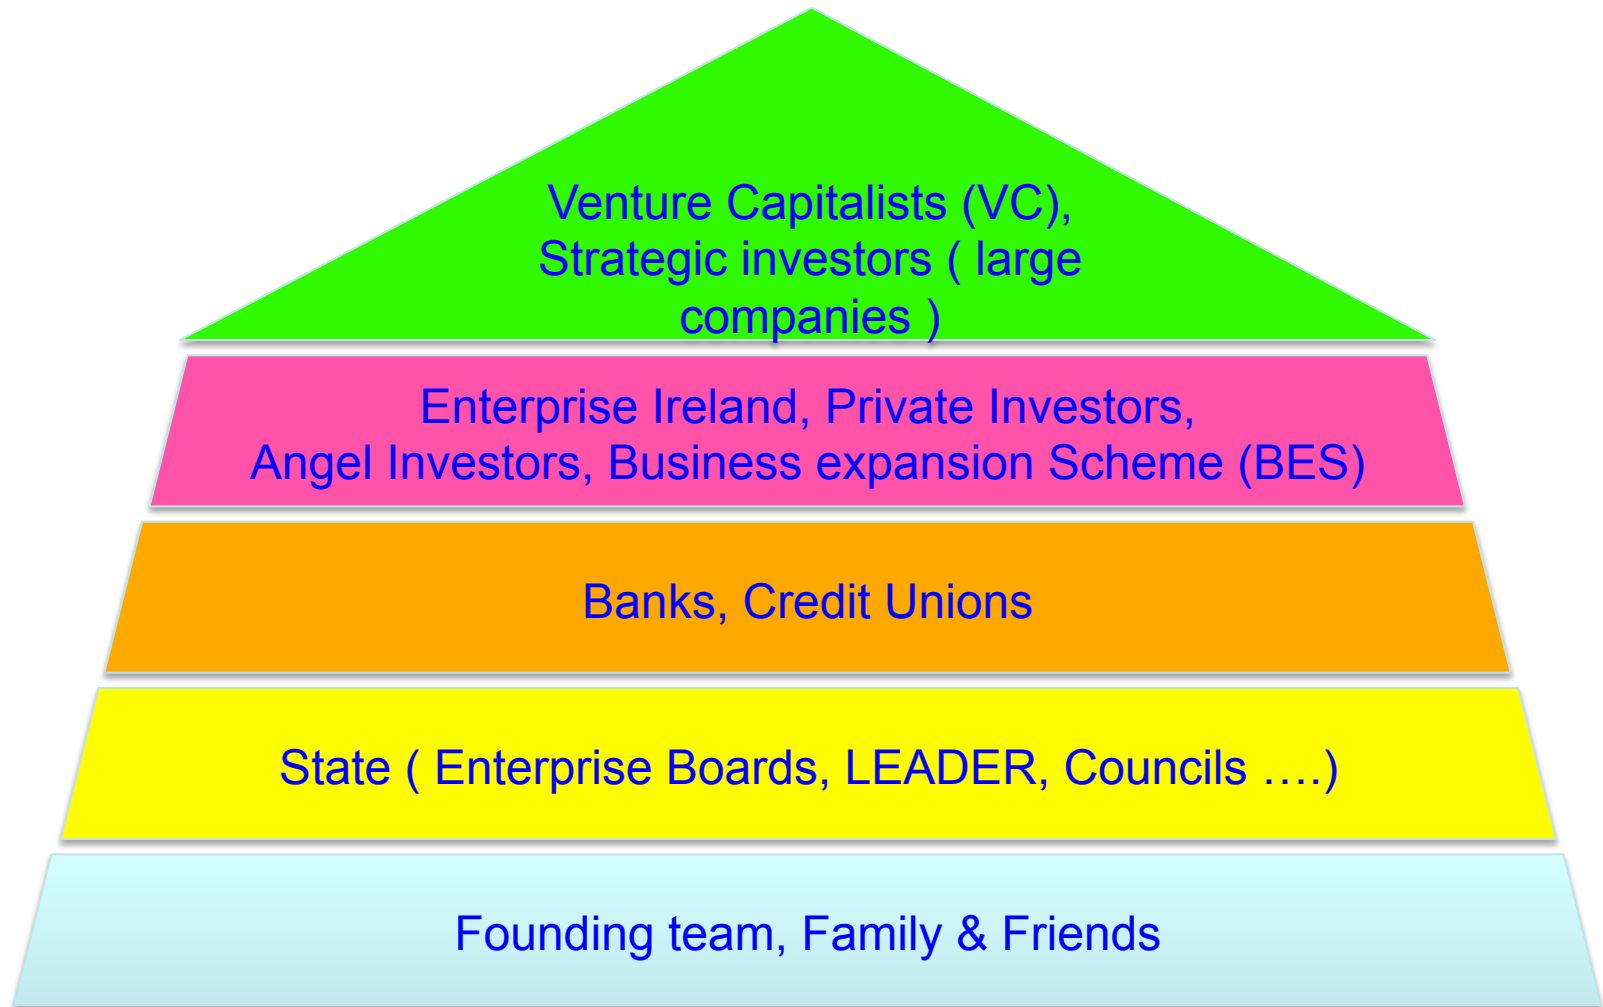 Venture Capitalists (VC),
Strategic investors ( large
companies )
Enterprise Ireland, Private Investors,
Angel Investors, Business expansion Scheme (BES)
Banks, Credit Unions
State ( Enterprise Boards, LEADER, Councils ….)
Founding team, Family & Friends